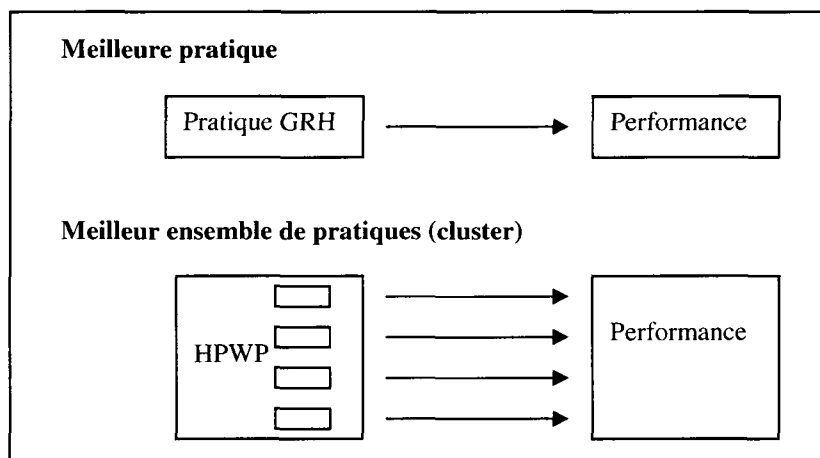 Meilleure pratique
Pratique GRH
Performance
Meilleur ensemble de pratiques (cluster)
HPWP
Performance